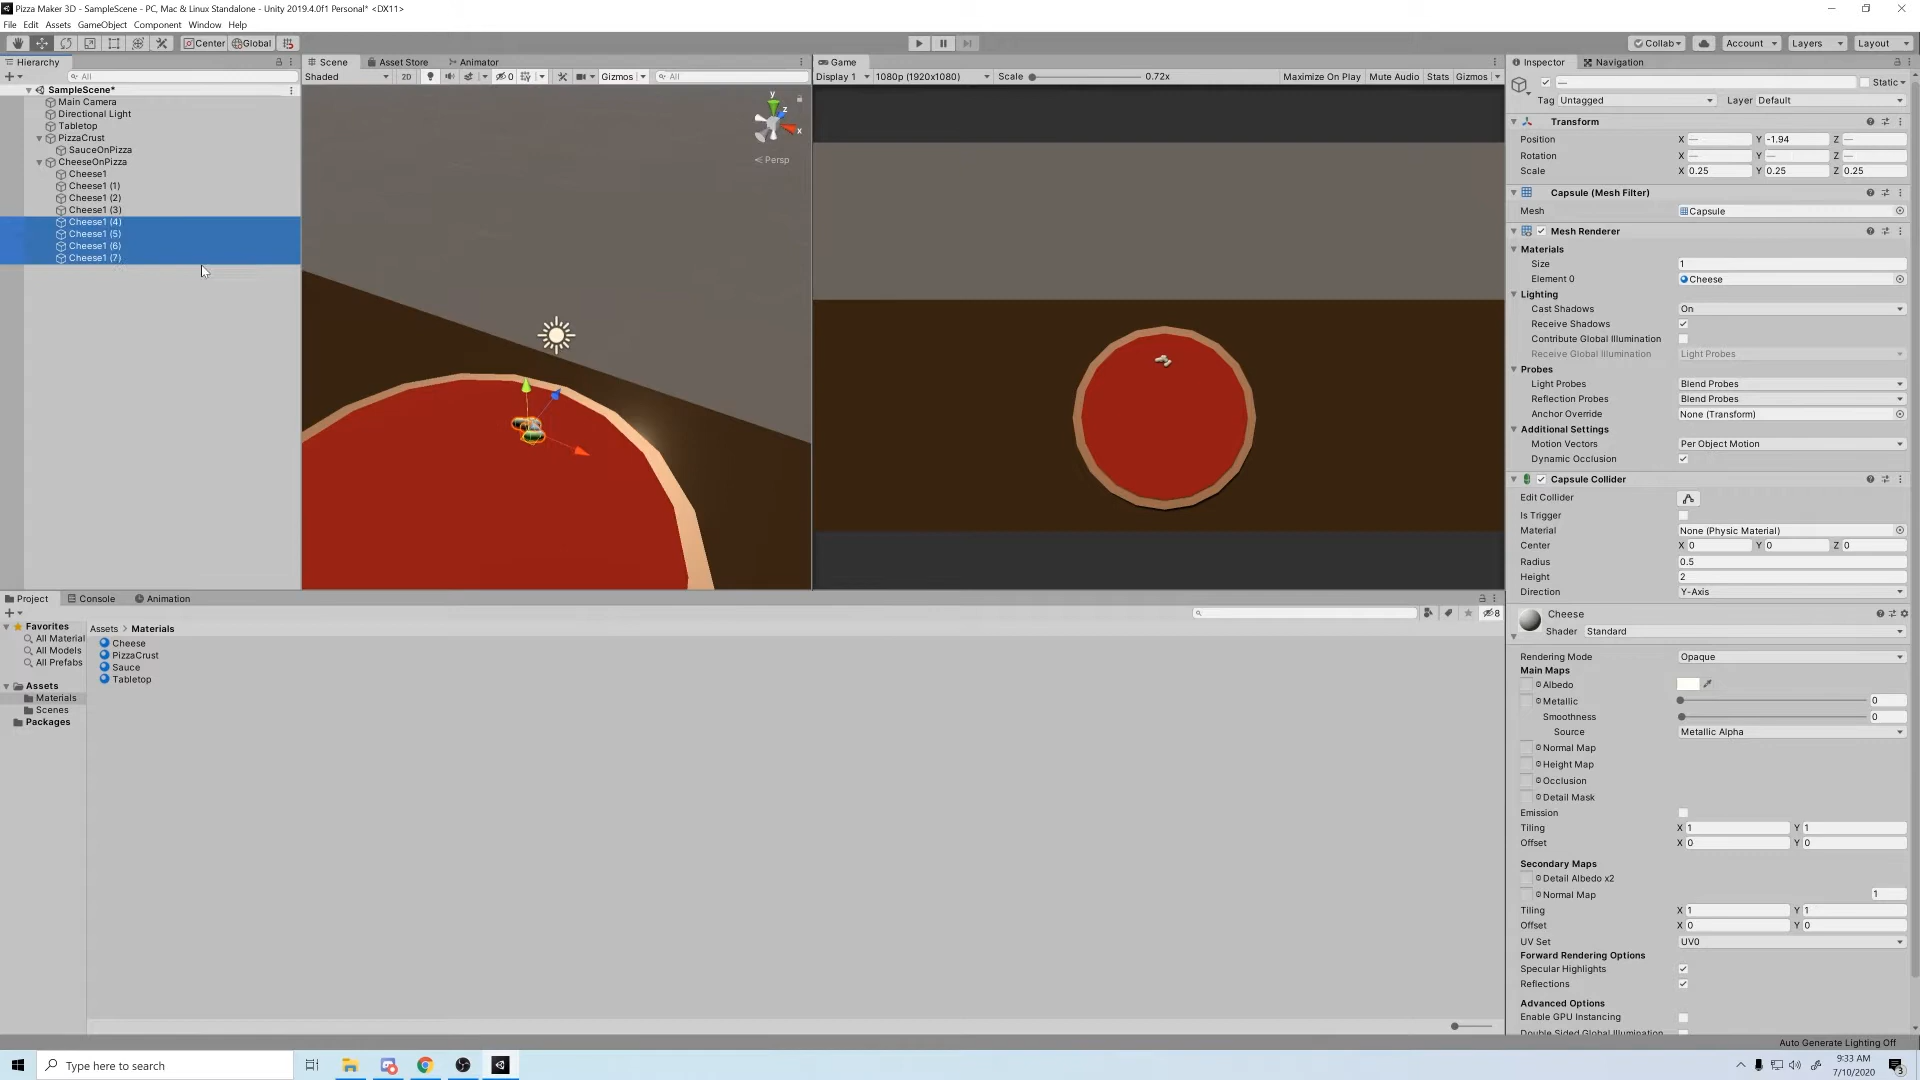 Pizza Maker 3D - SampleScene - PC, Mac & Linux Standalone - Unity 2019.4.0f1 Personal* <DX11>
File Edit Assets GameObject Component Window Help
Center Global
Collab Account Layers Layout
Hierarchy
All
SampleScene*
Main Camera
Directional Light
Tabletop
PizzaCrust
SauceOnPizza
CheeseOnPizza
Cheese1
Cheese1 (1)
Cheese1 (2)
Cheese1 (3)
Cheese1 (4)
Cheese1 (5)
Cheese1 (6)
Cheese1 (7)
Scene Asset Store Animator
Shaded 2D 0 Gizmos All
y
z
x
Persp
Game
Display 1 1080p (1920x1080) Scale 0.72x Maximize On Play Mute Audio Stats Gizmos
Inspector Navigation
— Static
Tag Untagged Layer Default
Transform
Position X — Y -1.94 Z —
Rotation X — Y — Z —
Scale X 0.25 Y 0.25 Z 0.25
Capsule (Mesh Filter)
Mesh Capsule
Mesh Renderer
Materials
Size 1
Element 0 Cheese
Lighting
Cast Shadows On
Receive Shadows
Contribute Global Illumination
Receive Global Illumination Light Probes
Probes
Light Probes Blend Probes
Reflection Probes Blend Probes
Anchor Override None (Transform)
Additional Settings
Motion Vectors Per Object Motion
Dynamic Occlusion
Capsule Collider
Edit Collider
Is Trigger
Material None (Physic Material)
Center X 0 Y 0 Z 0
Radius 0.5
Height 2
Direction Y-Axis
Cheese
Shader Standard
Rendering Mode Opaque
Main Maps
Albedo
Metallic 0
Smoothness 0
Source Metallic Alpha
Normal Map
Height Map
Occlusion
Detail Mask
Emission
Tiling X 1 Y 1
Offset X 0 Y 0
Secondary Maps
Detail Albedo x2
Normal Map 1
Tiling X 1 Y 1
Offset X 0 Y 0
UV Set UV0
Forward Rendering Options
Specular Highlights
Reflections
Advanced Options
Enable GPU Instancing
Double Sided Global Illumination
Auto Generate Lighting Off
Project Console Animation
8
Favorites
All Material
All Models
All Prefabs
Assets
Materials
Scenes
Packages
Assets > Materials
Cheese
PizzaCrust
Sauce
Tabletop
Type here to search
9:33 AM
7/10/2020
3